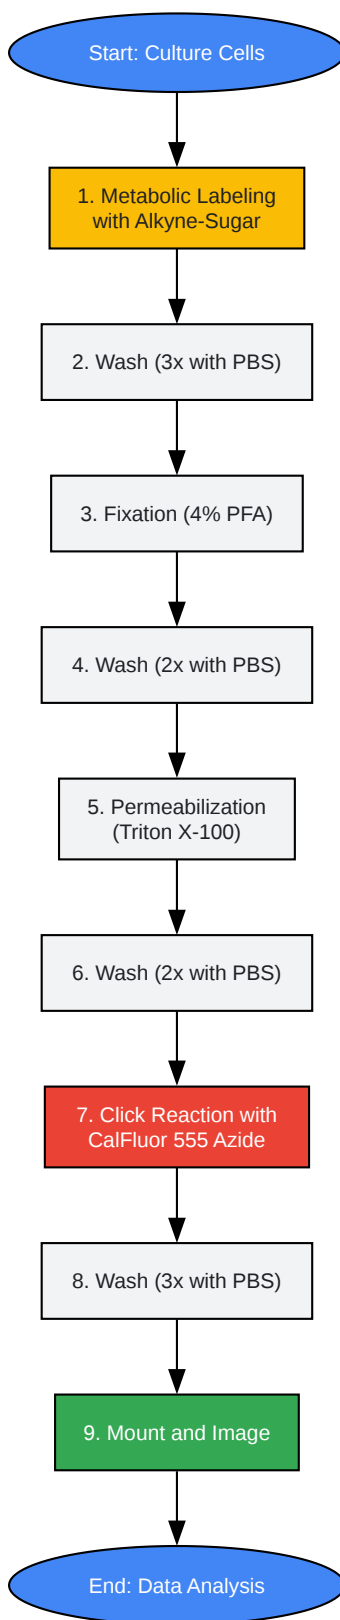 Start: Culture Cells
1. Metabolic Labeling
with Alkyne-Sugar
2. Wash (3x with PBS)
3. Fixation (4% PFA)
4. Wash (2x with PBS)
5. Permeabilization
(Triton X-100)
6. Wash (2x with PBS)
7. Click Reaction with
CalFluor 555 Azide
8. Wash (3x with PBS)
9. Mount and Image
End: Data Analysis